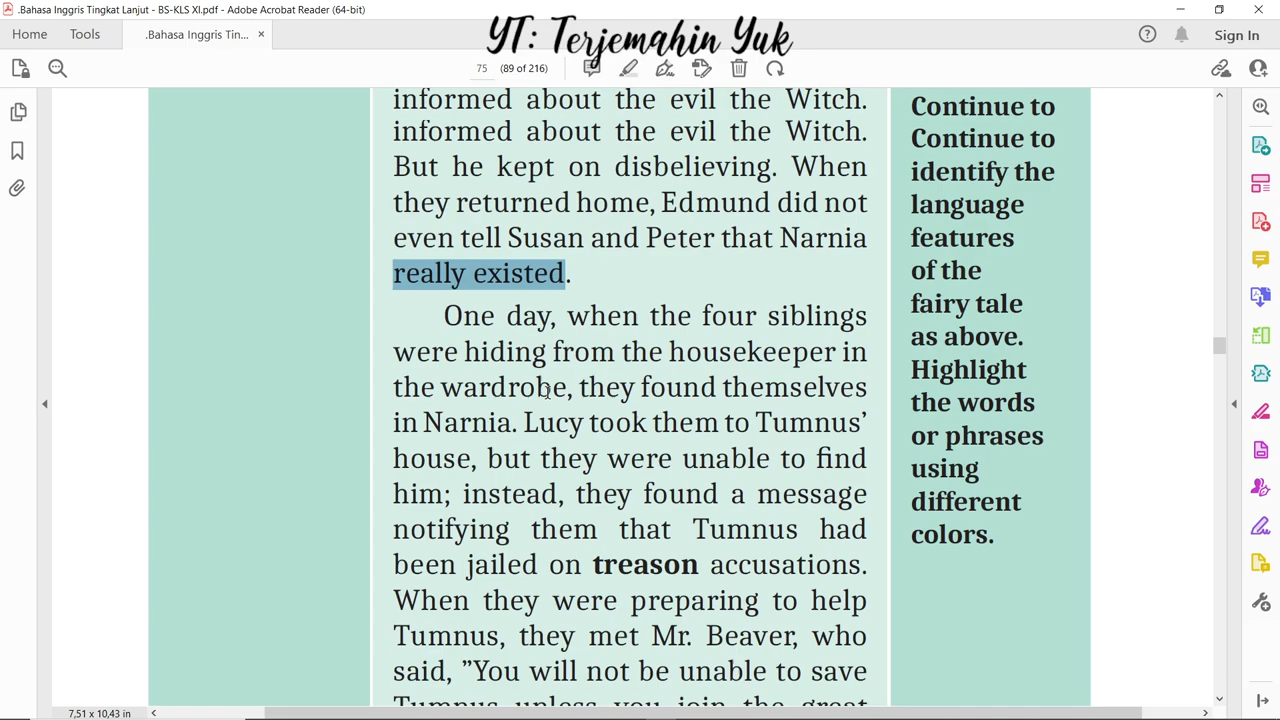 .Bahasa Inggris Tingkat Lanjut - BS-KLS XI.pdf - Adobe Acrobat Reader (64-bit)
Home Tools .Bahasa Inggris Tin... ×
YT: Terjemahin Yuk
Sign In
75 (89 of 216)
informed about the evil the Witch.
informed about the evil the Witch.
But he kept on disbelieving. When
they returned home, Edmund did not
even tell Susan and Peter that Narnia
really existed.
One day, when the four siblings
were hiding from the housekeeper in
the wardrobe, they found themselves
in Narnia. Lucy took them to Tumnus’
house, but they were unable to find
him; instead, they found a message
notifying them that Tumnus had
been jailed on treason accusations.
When they were preparing to help
Tumnus, they met Mr. Beaver, who
said, ”You will not be unable to save
Tumnus unless you join the great
Continue to
Continue to
identify the
language
features
of the
fairy tale
as above.
Highlight
the words
or phrases
using
different
colors.
7,51 x 10,43 in